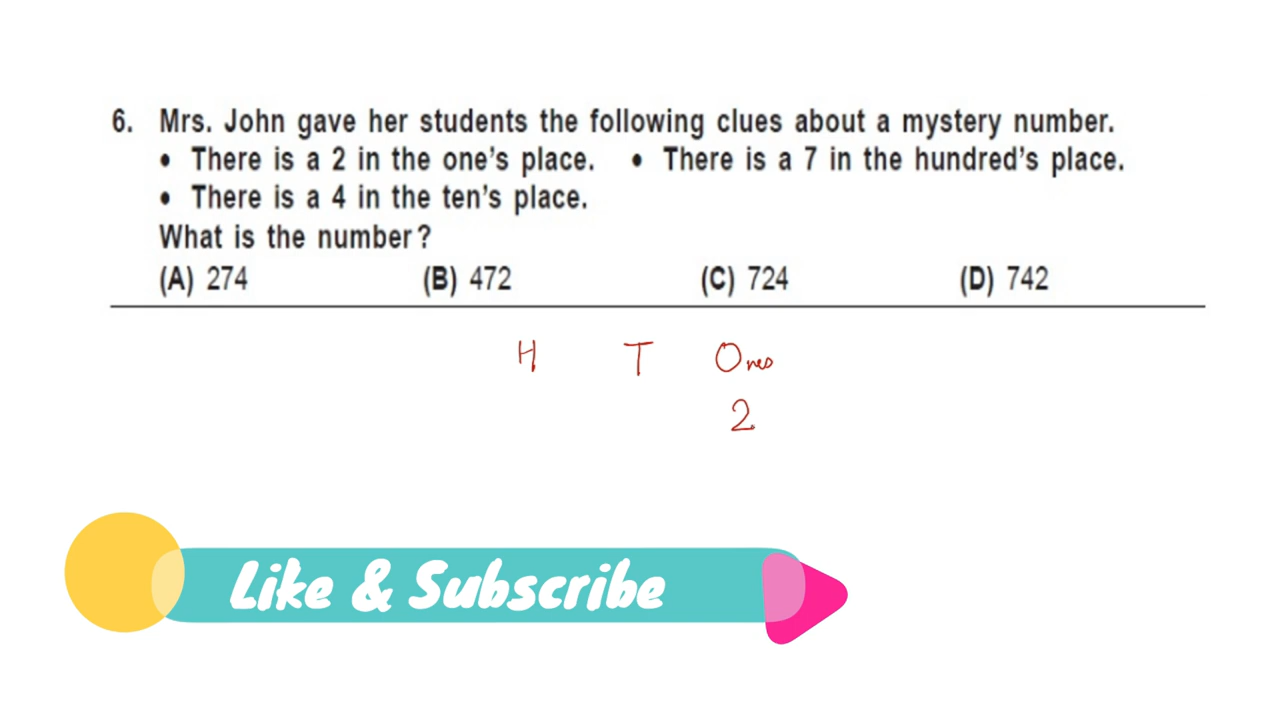 6. Mrs. John gave her students the following clues about a mystery number.
• There is a 2 in the one's place. • There is a 7 in the hundred's place.
• There is a 4 in the ten's place.
What is the number?
(A) 274 (B) 472 (C) 724 (D) 742
H T Ones
2
Like & Subscribe